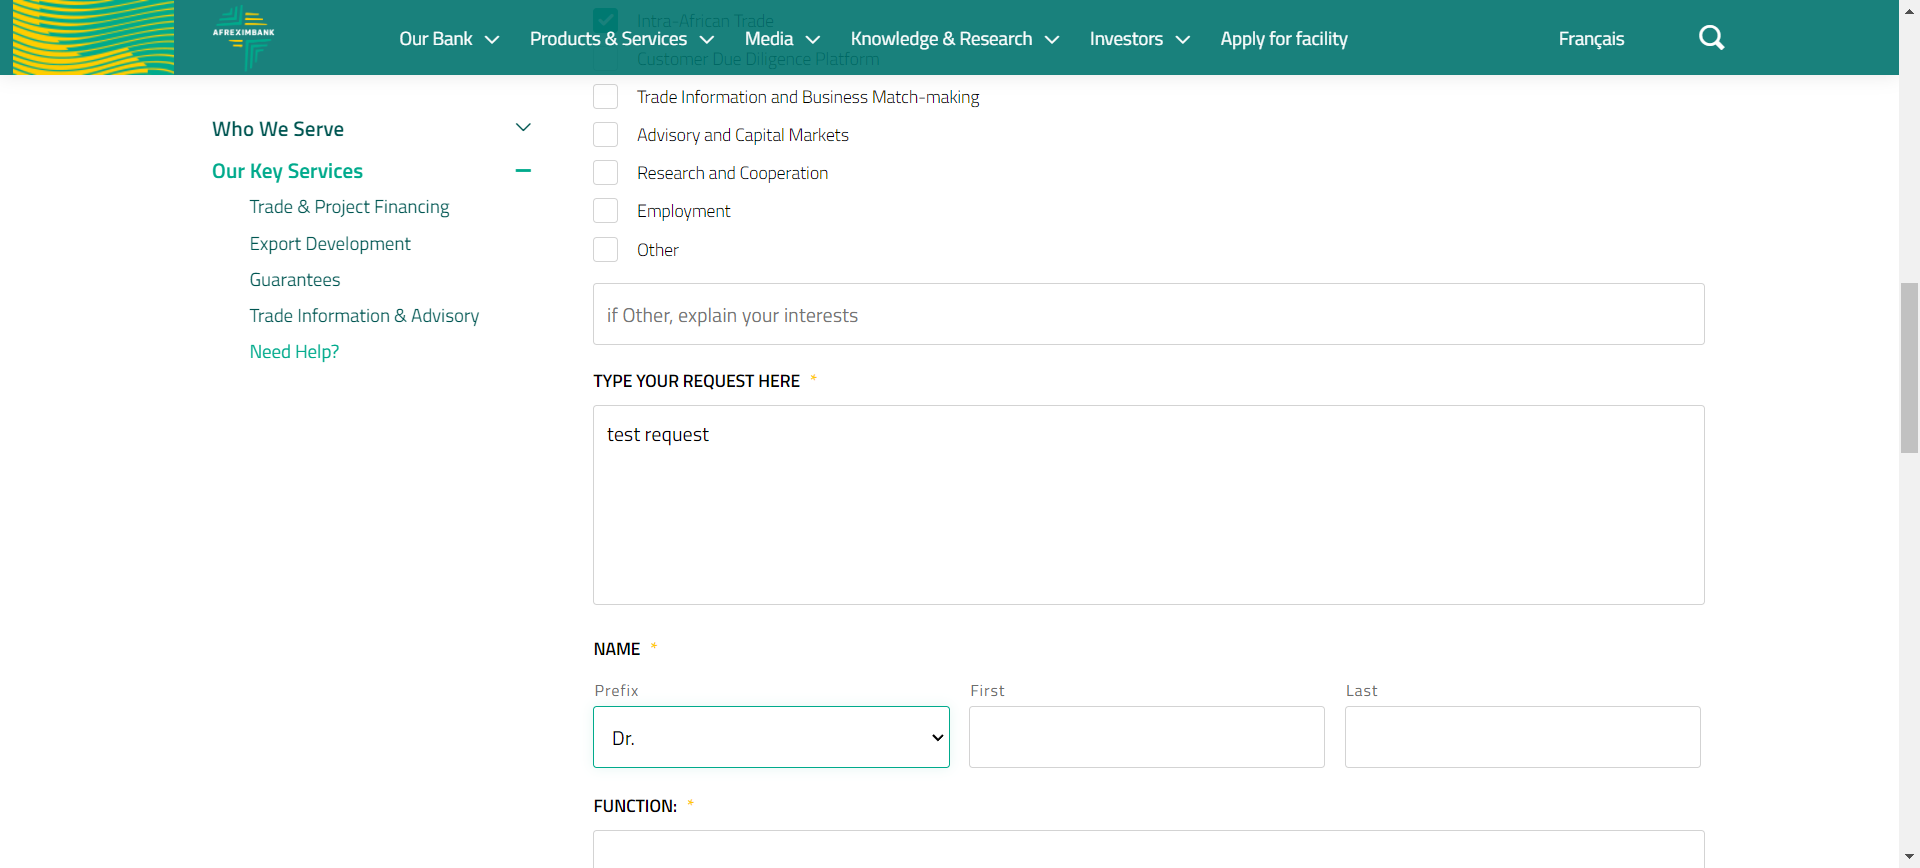 Intra-African Trade
AFREXIMBANK
Our Bank Products & Services Media Knowledge & Research Investors Apply for facility Français
Customer Due Diligence Platform
Who We Serve
Our Key Services
Trade & Project Financing
Export Development
Guarantees
Trade Information & Advisory
Need Help?
Trade Information and Business Match-making
Advisory and Capital Markets
Research and Cooperation
Employment
Other
if Other, explain your interests
TYPE YOUR REQUEST HERE *
test request
NAME *
Prefix First Last
Dr.
FUNCTION: *